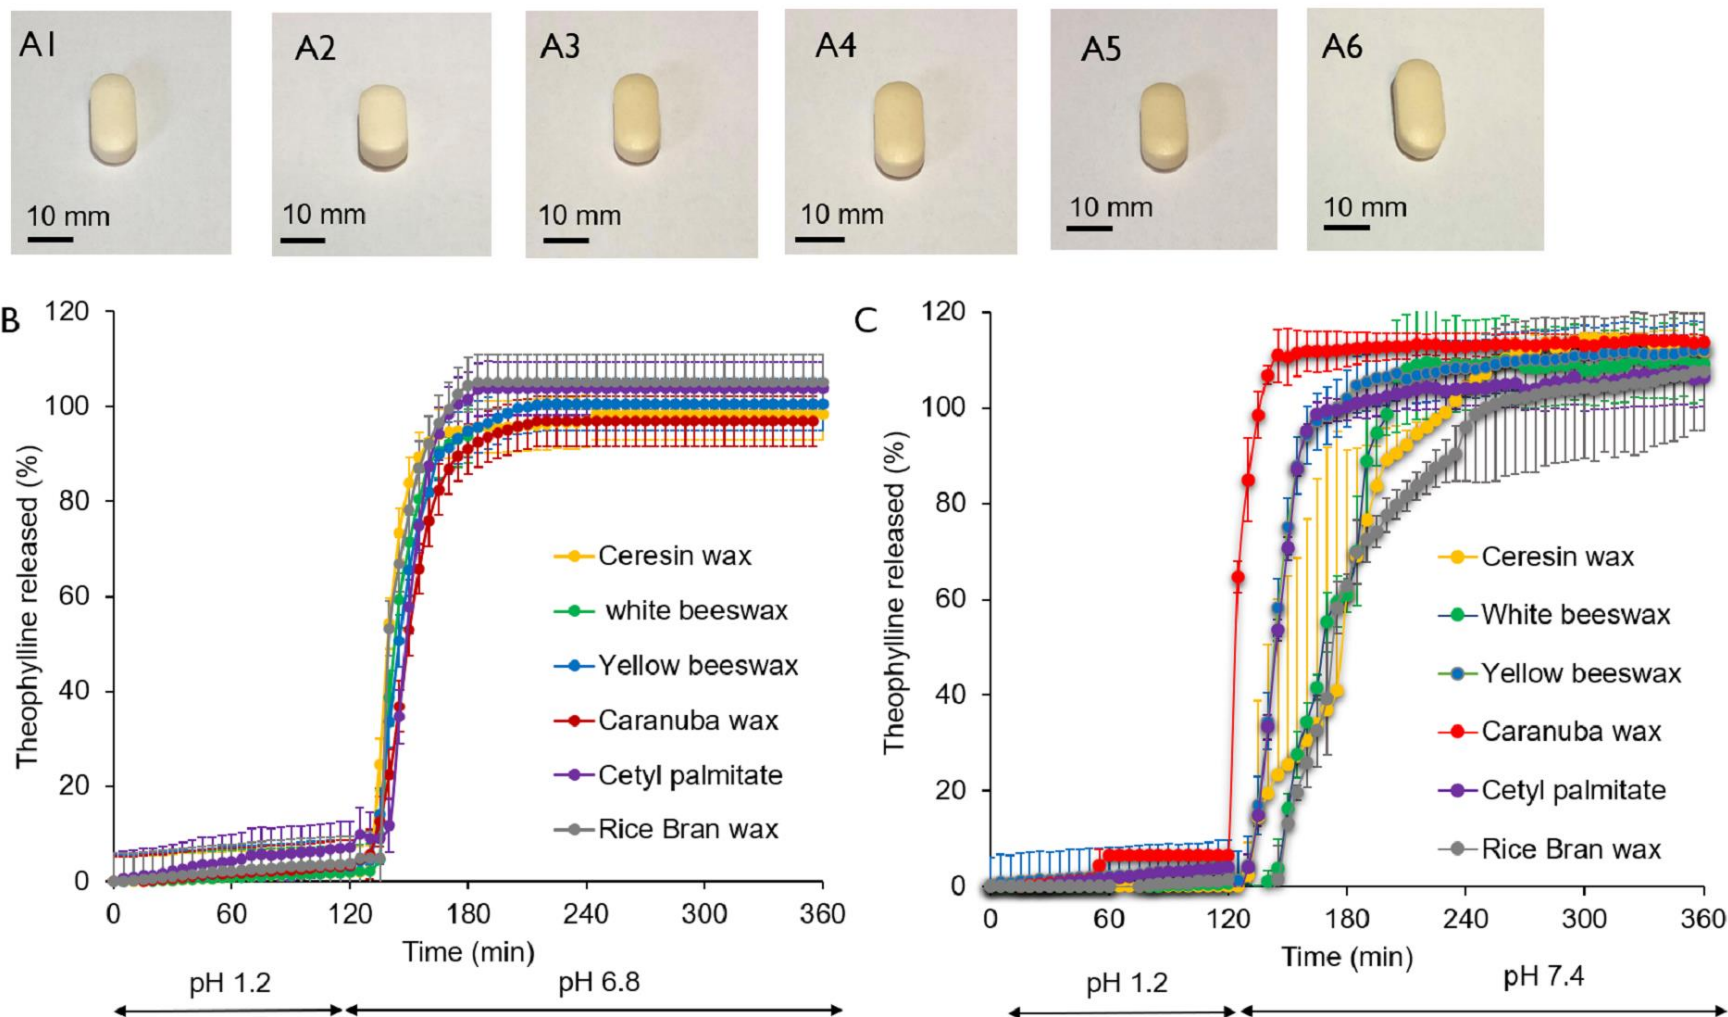 A1
A2
A3
A4
A5
A6
10 mm
10 mm
10 mm
10 mm
10 mm
10 mm
B
Theophylline released (%)
120
100
80
60
40
20
0
0 60 120 180 240 300 360
Time (min)
pH 1.2
pH 6.8
Ceresin wax
white beeswax
Yellow beeswax
Caranuba wax
Cetyl palmitate
Rice Bran wax
C
Theophylline released (%)
120
100
80
60
40
20
0
0 60 120 180 240 300 360
Time (min)
pH 1.2
pH 7.4
Ceresin wax
White beeswax
Yellow beeswax
Caranuba wax
Cetyl palmitate
Rice Bran wax